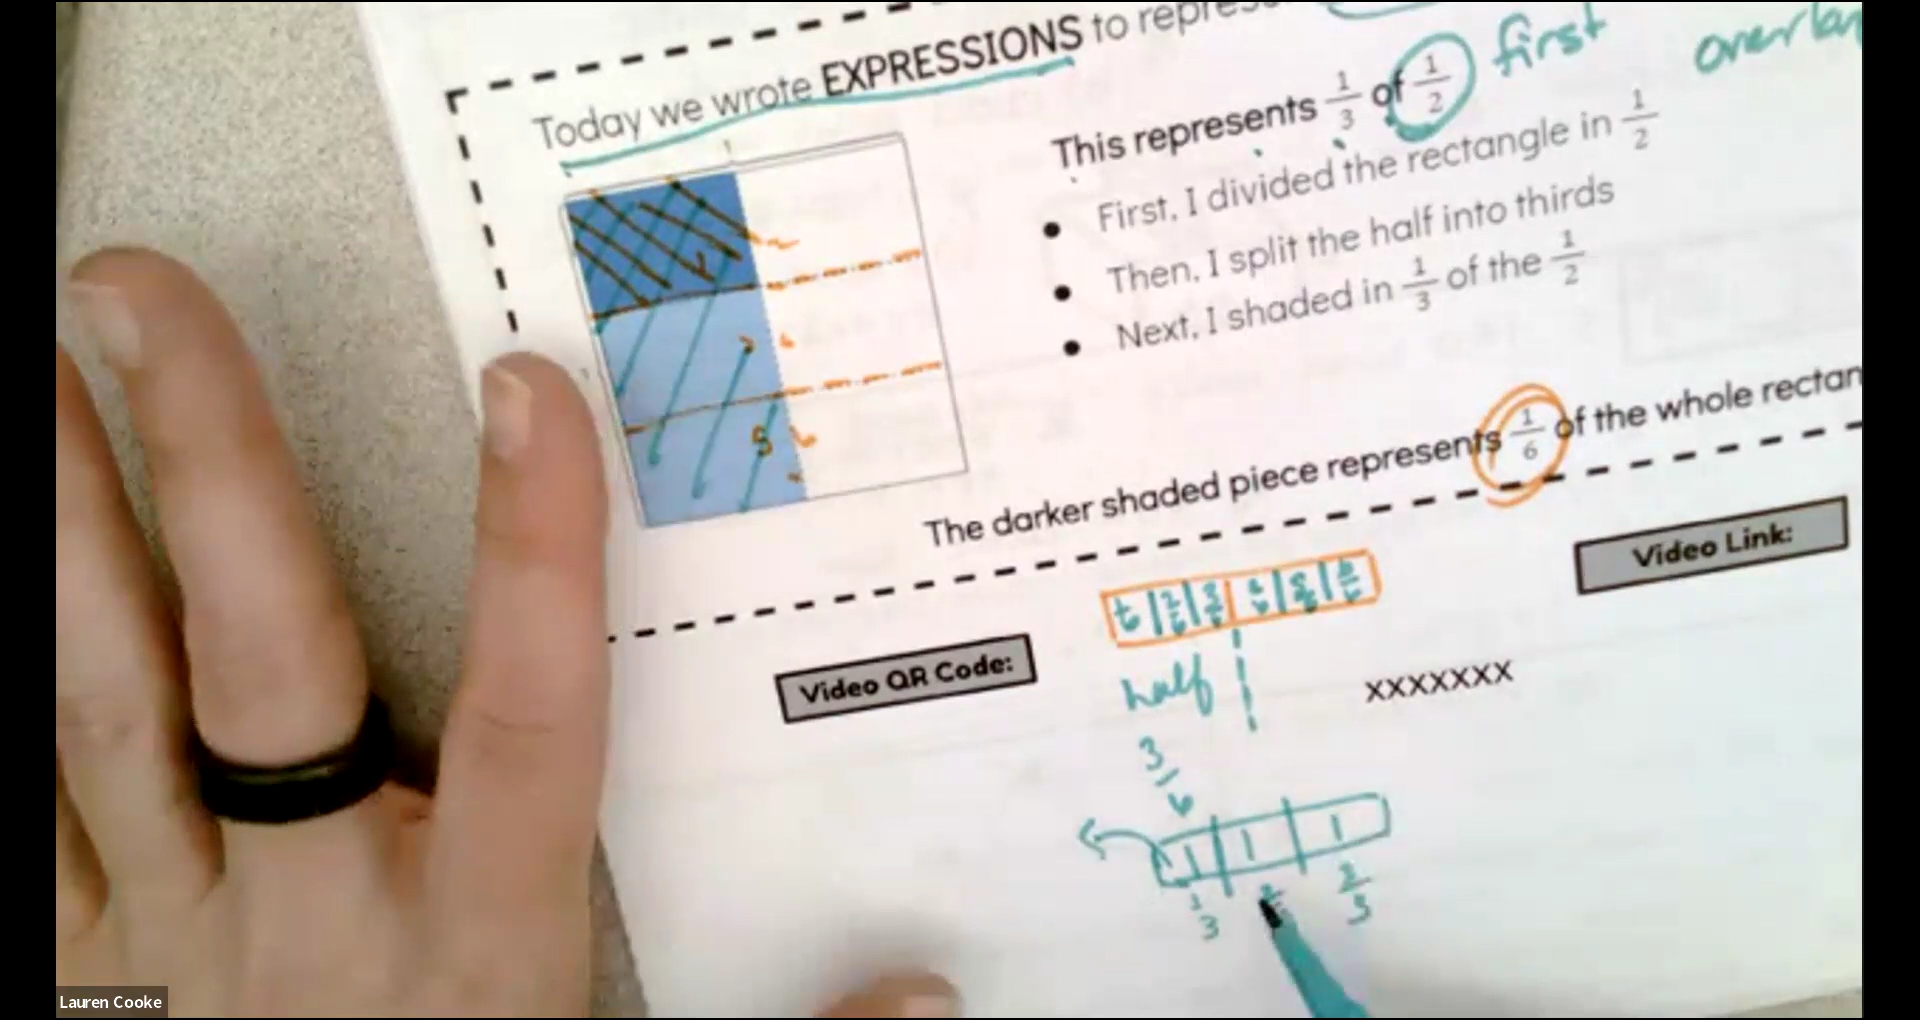 Today we wrote EXPRESSIONS to
first
This represents 1/3 of 1/2
First, I divided the rectangle in 1/2
Then, I split the half into thirds
Next, I shaded in 1/3 of the 1/2
The darker shaded piece represents 1/6 of the whole
Video Link:
Video QR Code:
half
XXXXXXX
3/6
1 1 1
1/3
Lauren Cooke